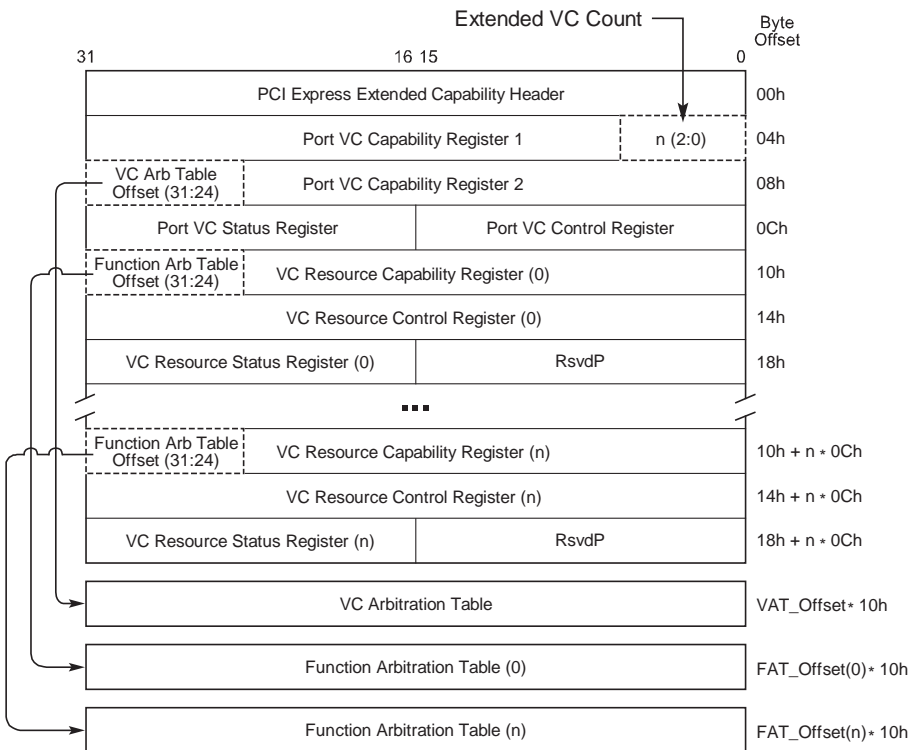 Extended VC Count
Byte
Offset
31 16 15 0
PCI Express Extended Capability Header 00h
Port VC Capability Register 1 n (2:0) 04h
VC Arb Table
Offset (31:24)
Port VC Capability Register 2 08h
Port VC Status Register Port VC Control Register 0Ch
Function Arb Table
Offset (31:24)
VC Resource Capability Register (0) 10h
VC Resource Control Register (0) 14h
VC Resource Status Register (0) RsvdP 18h
...
Function Arb Table
Offset (31:24)
VC Resource Capability Register (n) 10h + n * 0Ch
VC Resource Control Register (n) 14h + n * 0Ch
VC Resource Status Register (n) RsvdP 18h + n * 0Ch
VC Arbitration Table VAT_Offset* 10h
Function Arbitration Table (0) FAT_Offset(0)* 10h
Function Arbitration Table (n) FAT_Offset(n)* 10h